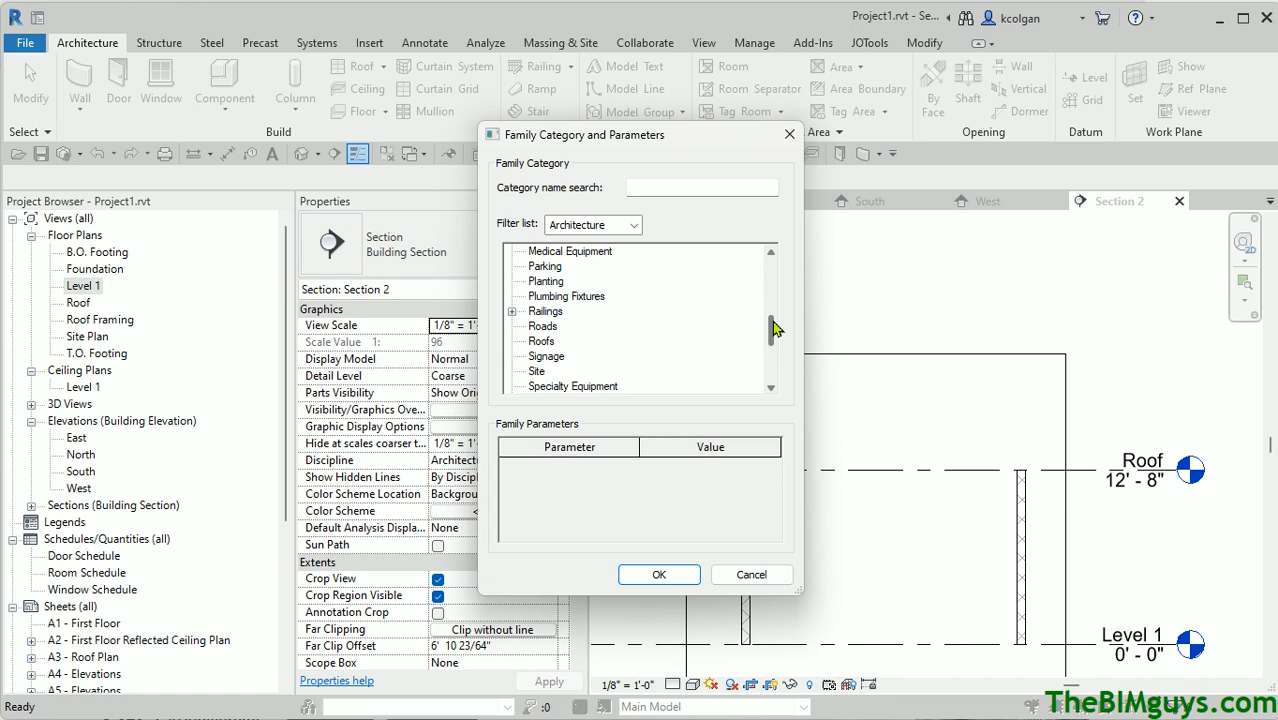 Project1.rvt - Se...
kcolgan
File
Architecture
Structure
Steel
Precast
Systems
Insert
Annotate
Analyze
Massing & Site
Collaborate
View
Manage
Add-Ins
JOTools
Modify
Modify
Wall
Door
Window
Component
Column
Roof
Ceiling
Floor
Curtain System
Curtain Grid
Mullion
Railing
Ramp
Stair
Model Text
Model Line
Model Group
Room
Room Separator
Tag Room
Area
Area Boundary
Tag Area
By
Face
Shaft
Wall
Vertical
Dormer
Level
Grid
Set
Show
Ref Plane
Viewer
Select
Build
Area
Opening
Datum
Work Plane
Project Browser - Project1.rvt
Views (all)
Floor Plans
B.O. Footing
Foundation
Level 1
Roof
Roof Framing
Site Plan
T.O. Footing
Ceiling Plans
Level 1
3D Views
Elevations (Building Elevation)
East
North
South
West
Sections (Building Section)
Legends
Schedules/Quantities (all)
Door Schedule
Room Schedule
Window Schedule
Sheets (all)
A1 - First Floor
A2 - First Floor Reflected Ceiling Plan
A3 - Roof Plan
A4 - Elevations
A5 - Elevations
Properties
Section
Building Section
Section: Section 2
Graphics
View Scale 1/8" = 1'-
Scale Value 1: 96
Display Model Normal
Detail Level Coarse
Parts Visibility Show Ori
Visibility/Graphics Ove...
Graphic Display Options
Hide at scales coarser t... 1/8" = 1'-
Discipline Architect
Show Hidden Lines By Discip
Color Scheme Location Backgrou
Color Scheme <
Default Analysis Displa... None
Sun Path
Extents
Crop View
Crop Region Visible
Annotation Crop
Far Clipping Clip without line
Far Clip Offset 6' 10 23/64"
Scope Box None
Properties help
Apply
Family Category and Parameters
Family Category
Category name search:
Filter list: Architecture
Medical Equipment
Parking
Planting
Plumbing Fixtures
Railings
Roads
Roofs
Signage
Site
Specialty Equipment
Family Parameters
Parameter Value
OK
Cancel
South
West
Section 2
2D
Roof
12' - 8"
Level 1
0' - 0"
1/8" = 1'-0"
Ready
:0
Main Model
TheBIMguys.com